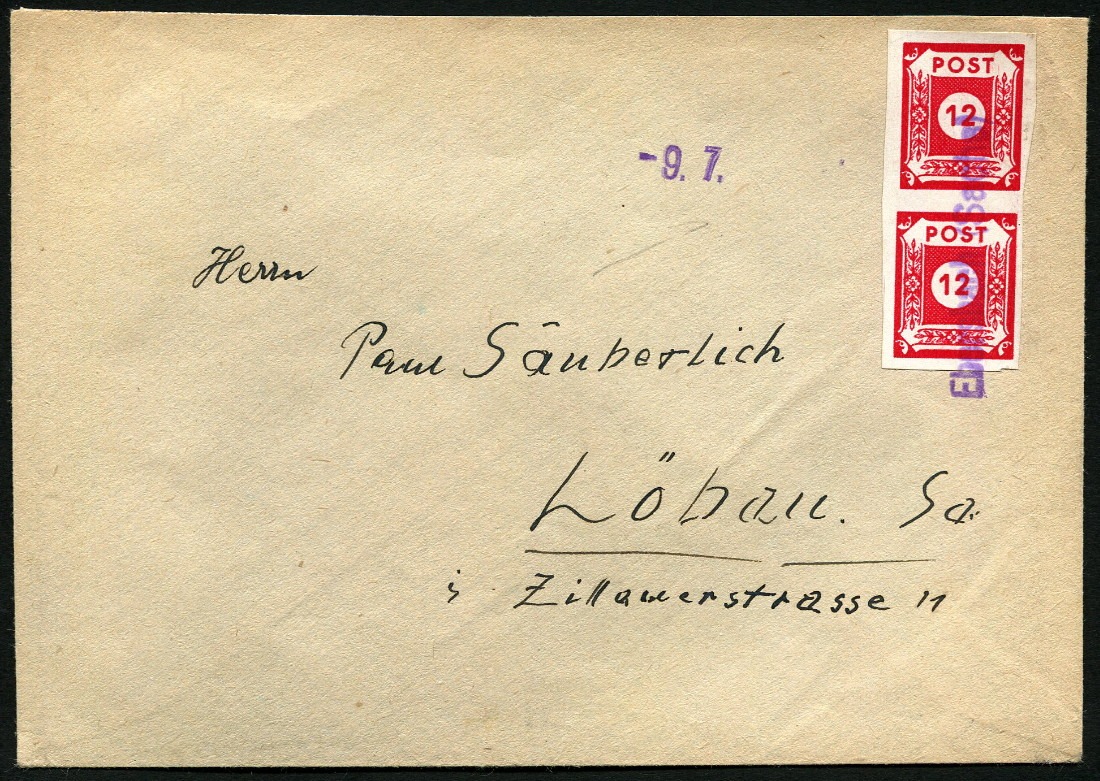 POST
12
POST
12
-9. 7.
Herrn
Paul Säuberlich
Löbau. Sa.
Zittauerstrasse 11